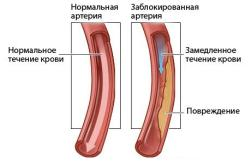 Нормальная
артерия
Заблокированная
артерия
Нормальное
течение крови
Замедленное
течение крови
Повреждение